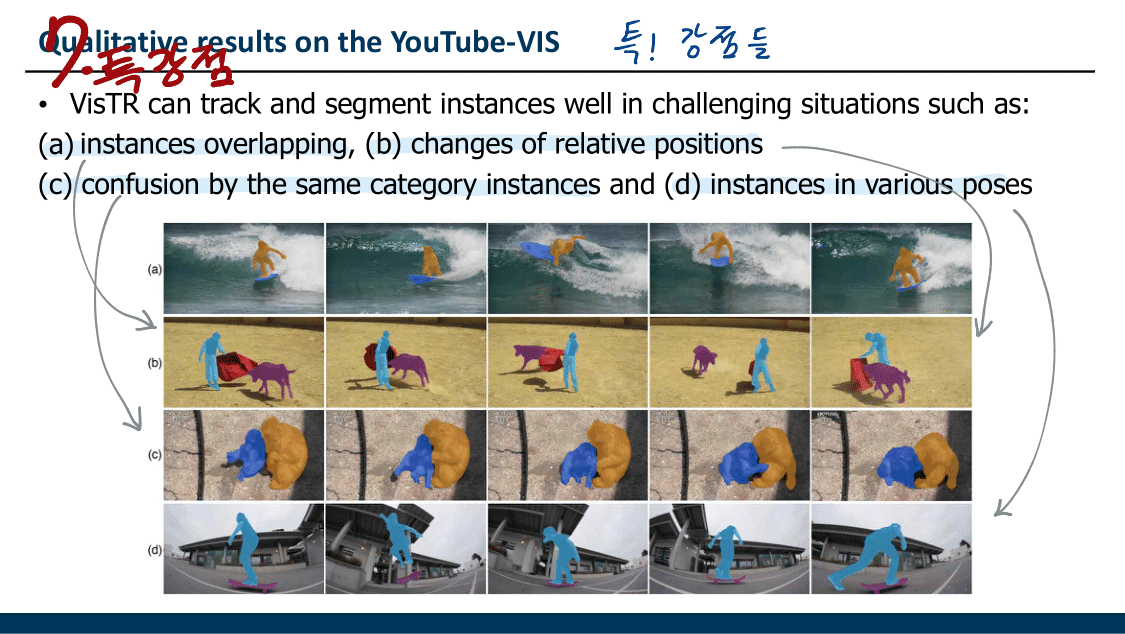 Qualitative results on the YouTube-VIS
특! 강점들
7. 특강점
• VisTR can track and segment instances well in challenging situations such as:
(a) instances overlapping, (b) changes of relative positions
(c) confusion by the same category instances and (d) instances in various poses
(a)
(b)
(c)
(d)